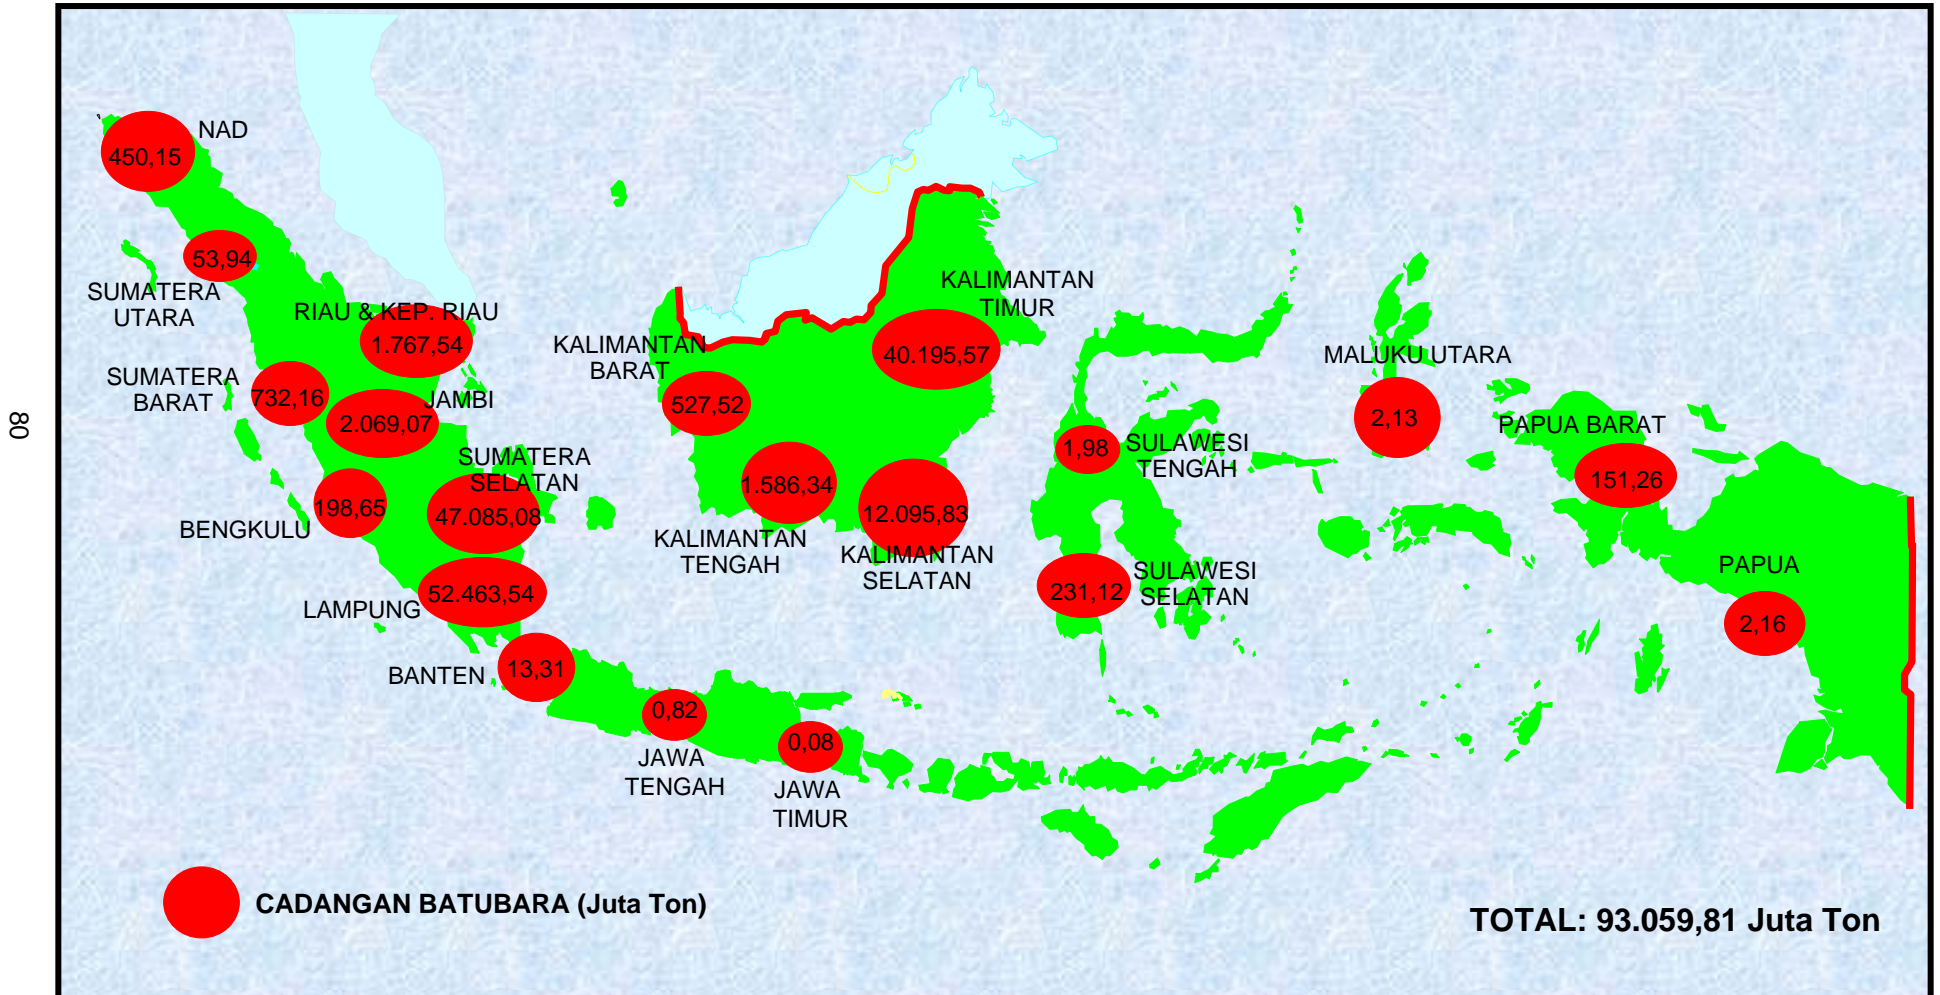 NAD
450,15
53,94
SUMATERA
UTARA
RIAU & KEP. RIAU
1.767,54
SUMATERA
BARAT
732,16
JAMBI
2.069,07
SUMATERA
SELATAN
47.085,08
198,65
BENGKULU
52.463,54
LAMPUNG
BANTEN
13,31
0,82
JAWA
TENGAH
0,08
JAWA
TIMUR
KALIMANTAN
BARAT
527,52
KALIMANTAN
TIMUR
40.195,57
1.586,34
KALIMANTAN
TENGAH
12.095,83
KALIMANTAN
SELATAN
1,98
SULAWESI
TENGAH
231,12
SULAWESI
SELATAN
MALUKU UTARA
2,13
PAPUA BARAT
151,26
PAPUA
2,16
80
CADANGAN BATUBARA (Juta Ton)
TOTAL: 93.059,81 Juta Ton